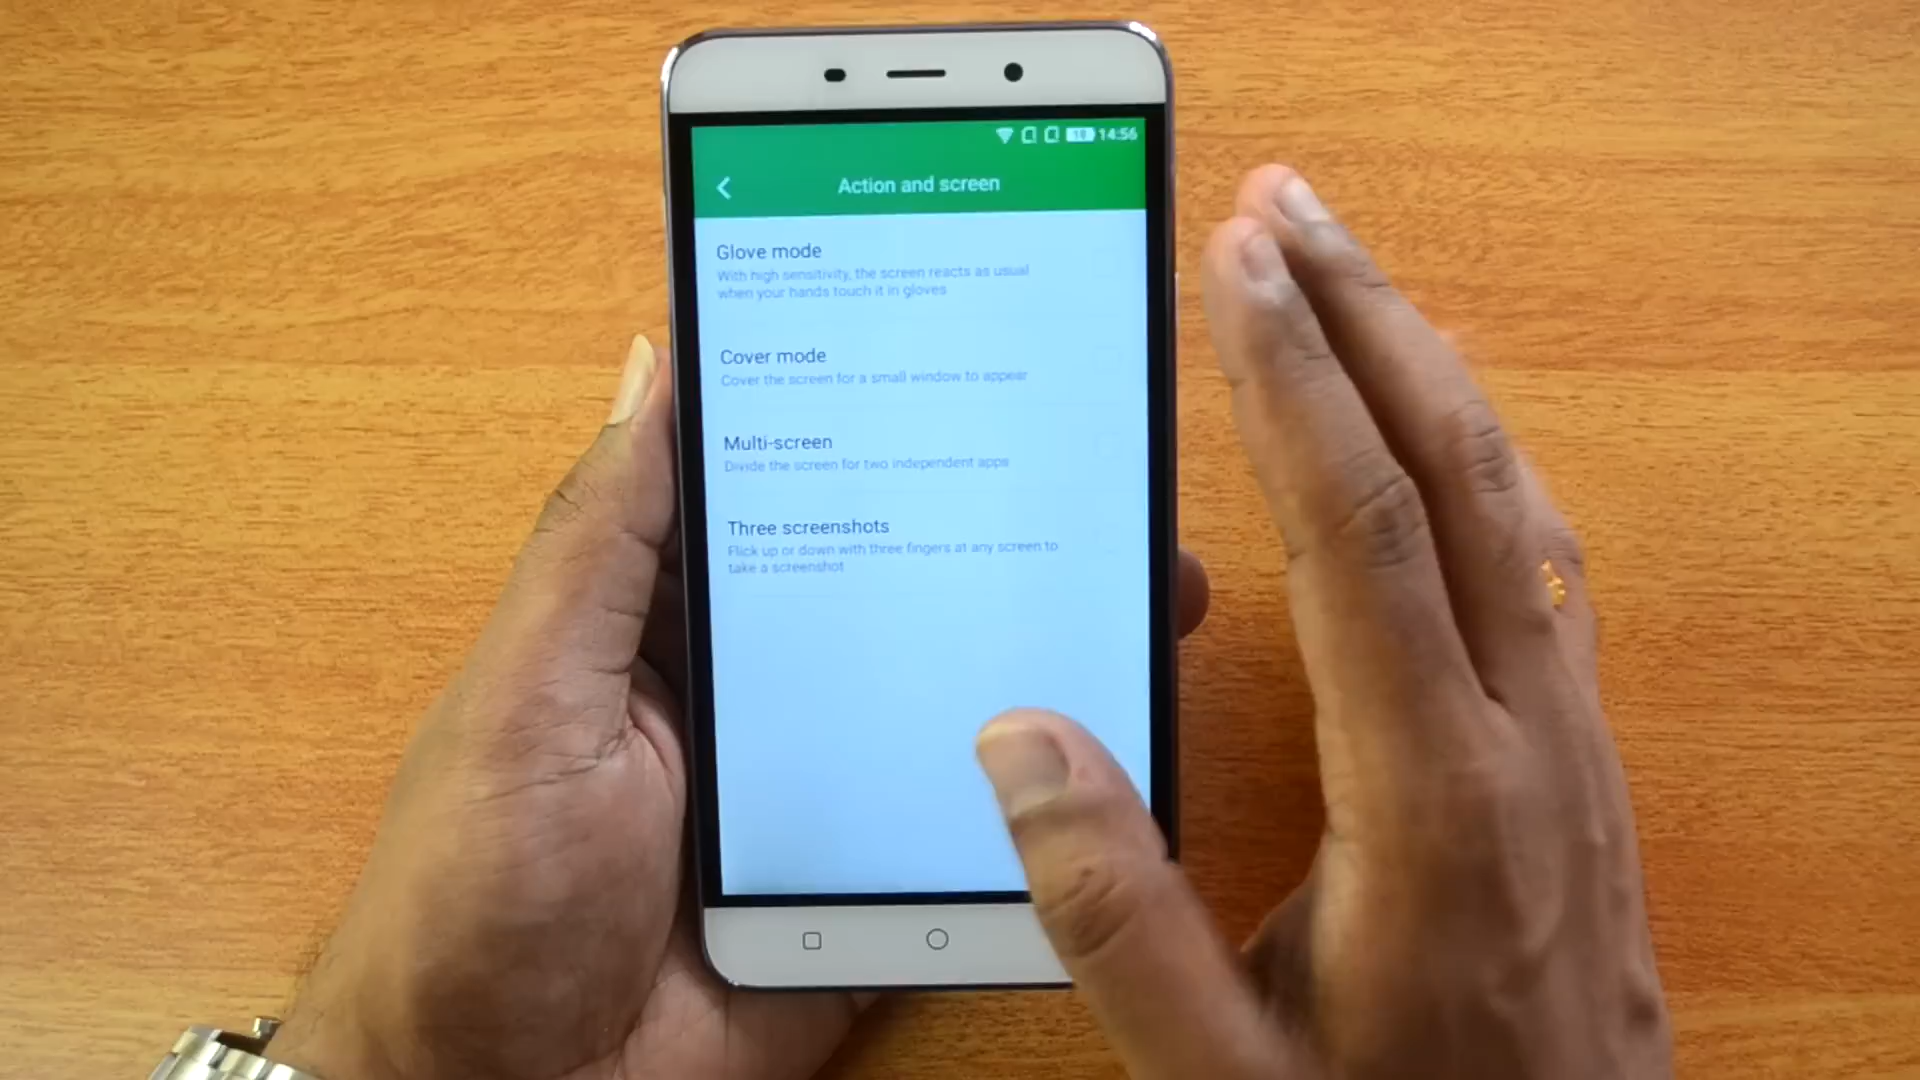 14:56
Action and screen
Glove mode
With high sensitivity, the screen reacts as usual
when your hands touch it in gloves
Cover mode
Cover the screen for a small window to appear
Multi-screen
Divide the screen for two independent apps
Three screenshots
Flick up or down with three fingers at any screen to
take a screenshot